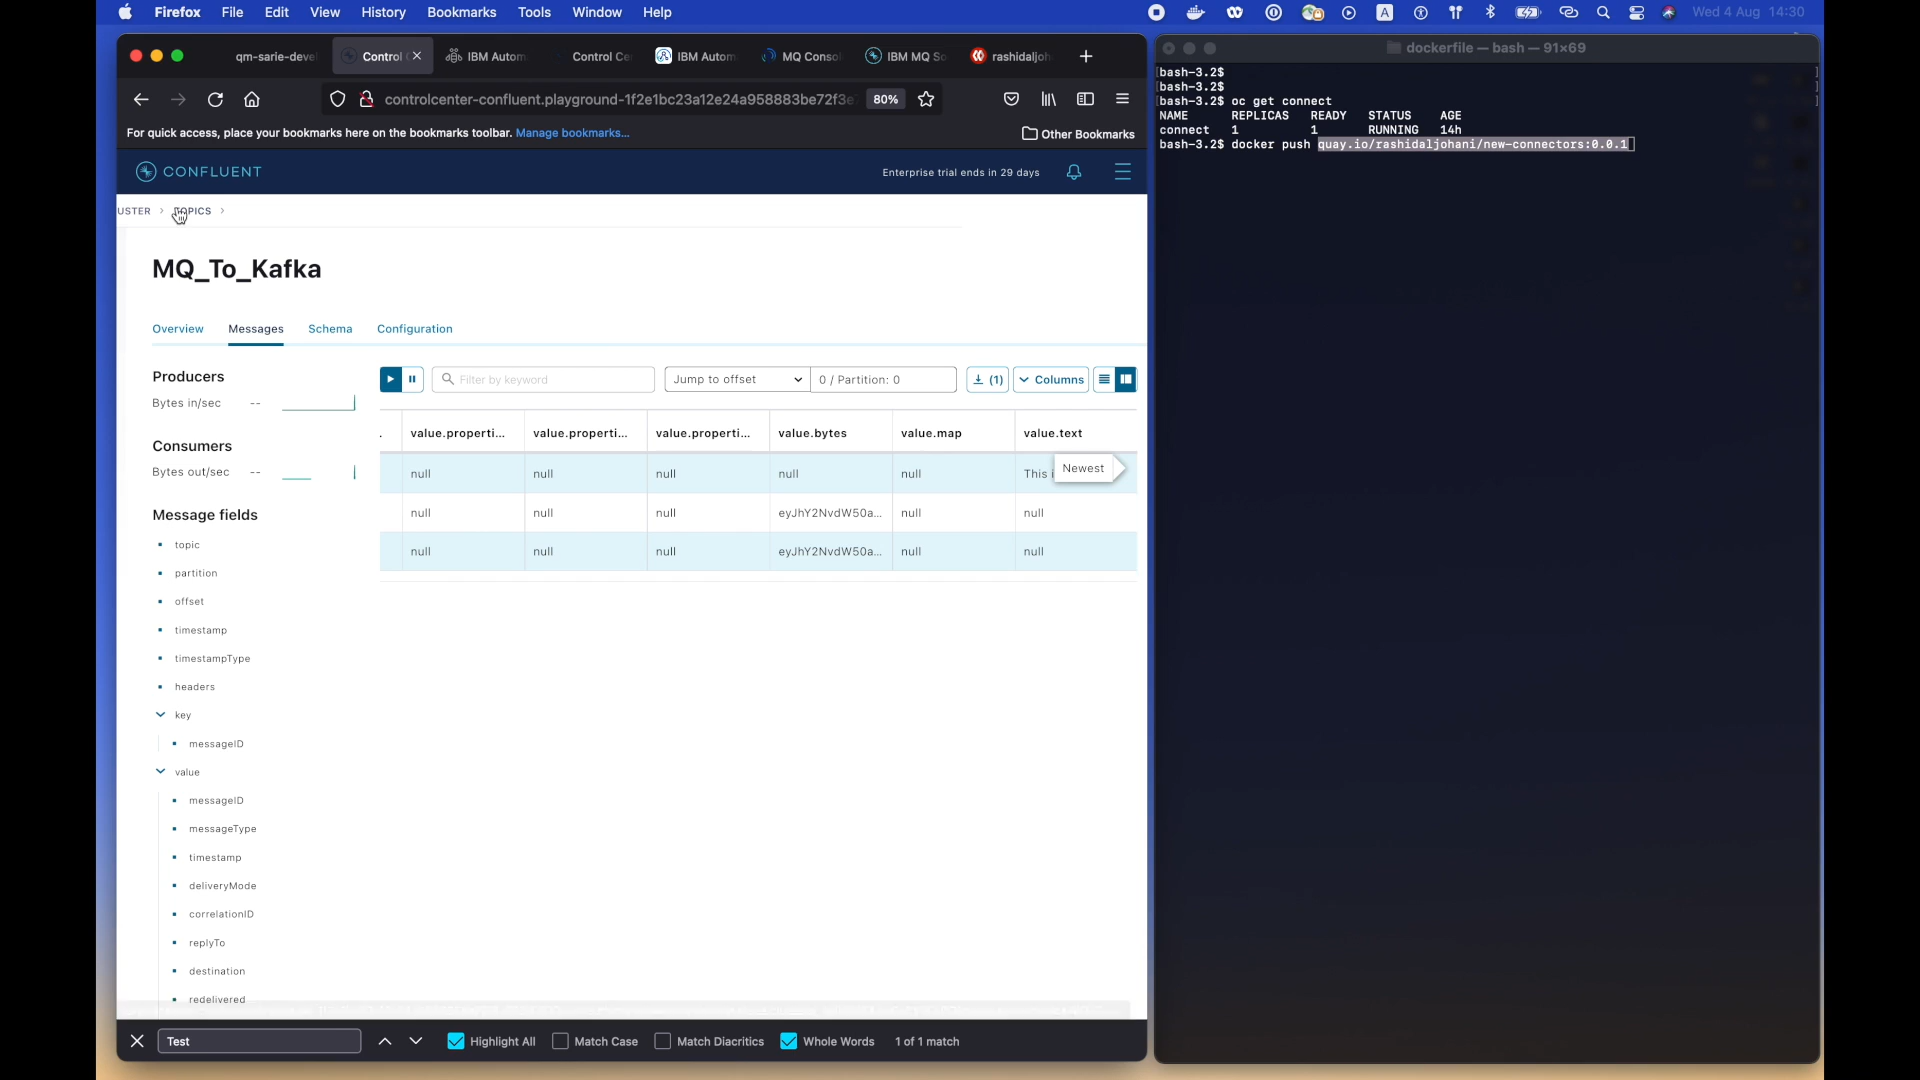 Firefox File Edit View History Bookmarks Tools Window Help
A
Wed 4 Aug 14:30
qm-sarie-devel
Control
IBM Autom
Control Ce
IBM Autom
MQ Consol
IBM MQ So
rashidaljoh
controlcenter-confluent.playground-1f2e1bc23a12e24a958883be72f3e
80%
For quick access, place your bookmarks here on the bookmarks toolbar. Manage bookmarks...
Other Bookmarks
CONFLUENT
Enterprise trial ends in 29 days
USTER > TOPICS >
MQ_To_Kafka
Overview Messages Schema Configuration
Producers
Bytes in/sec --
Consumers
Bytes out/sec --
Message fields
topic
partition
offset
timestamp
timestampType
headers
key
messageID
value
messageID
messageType
timestamp
deliveryMode
correlationID
replyTo
destination
redelivered
Filter by keyword
Jump to offset
0 / Partition: 0
(1)
Columns
. value.properti... value.properti... value.properti... value.bytes value.map value.text
null null null null null This i
Newest
null null null eyJhY2NvdW50a... null null
null null null eyJhY2NvdW50a... null null
Test
Highlight All Match Case Match Diacritics Whole Words 1 of 1 match
dockerfile — bash — 91×69
[bash-3.2$ ]
[bash-3.2$ ]
[bash-3.2$ oc get connect ]
NAME REPLICAS READY STATUS AGE
connect 1 1 RUNNING 14h
bash-3.2$ docker push quay.io/rashidaljohani/new-connectors:0.0.1